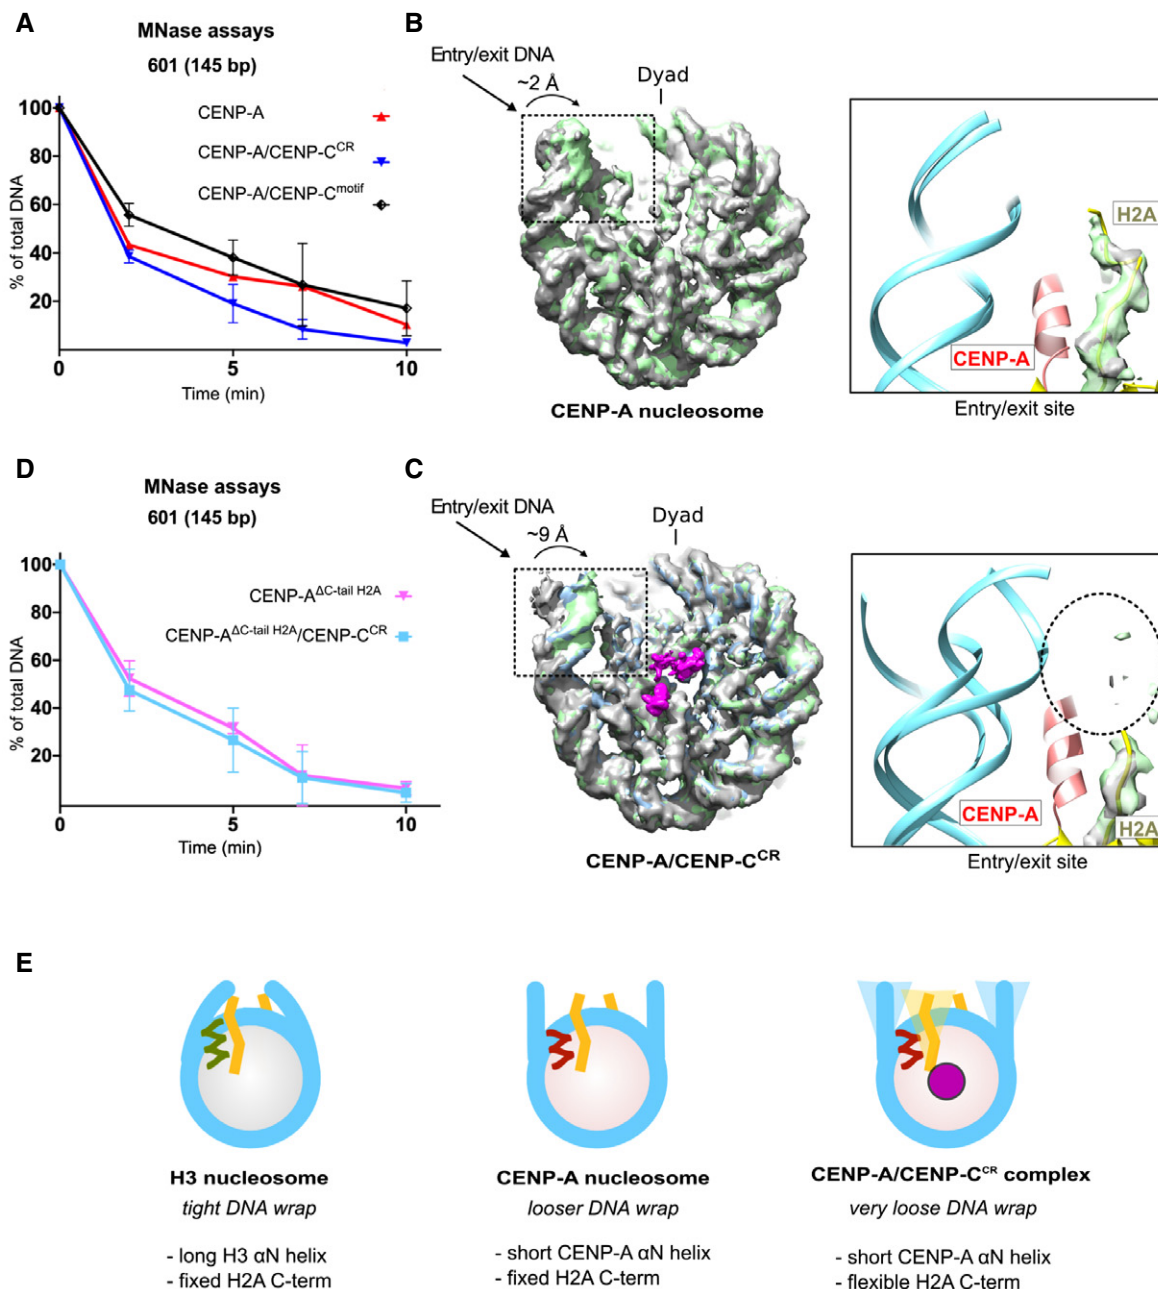 A
MNase assays
601 (145 bp)
% of total DNA
100
80
60
40
20
0
5
10
Time (min)
CENP-A
CENP-A/CENP-C^CR
CENP-A/CENP-C^motif
B
Entry/exit DNA
~2 Å
Dyad
CENP-A nucleosome
H2A
CENP-A
Entry/exit site
D
MNase assays
601 (145 bp)
% of total DNA
100
80
60
40
20
0
5
10
Time (min)
CENP-A^ΔC-tail H2A
CENP-A^ΔC-tail H2A/CENP-C^CR
C
Entry/exit DNA
~9 Å
Dyad
CENP-A/CENP-C^CR
CENP-A
H2A
Entry/exit site
E
H3 nucleosome
tight DNA wrap
- long H3 αN helix
- fixed H2A C-term
CENP-A nucleosome
looser DNA wrap
- short CENP-A αN helix
- fixed H2A C-term
CENP-A/CENP-C^CR complex
very loose DNA wrap
- short CENP-A αN helix
- flexible H2A C-term